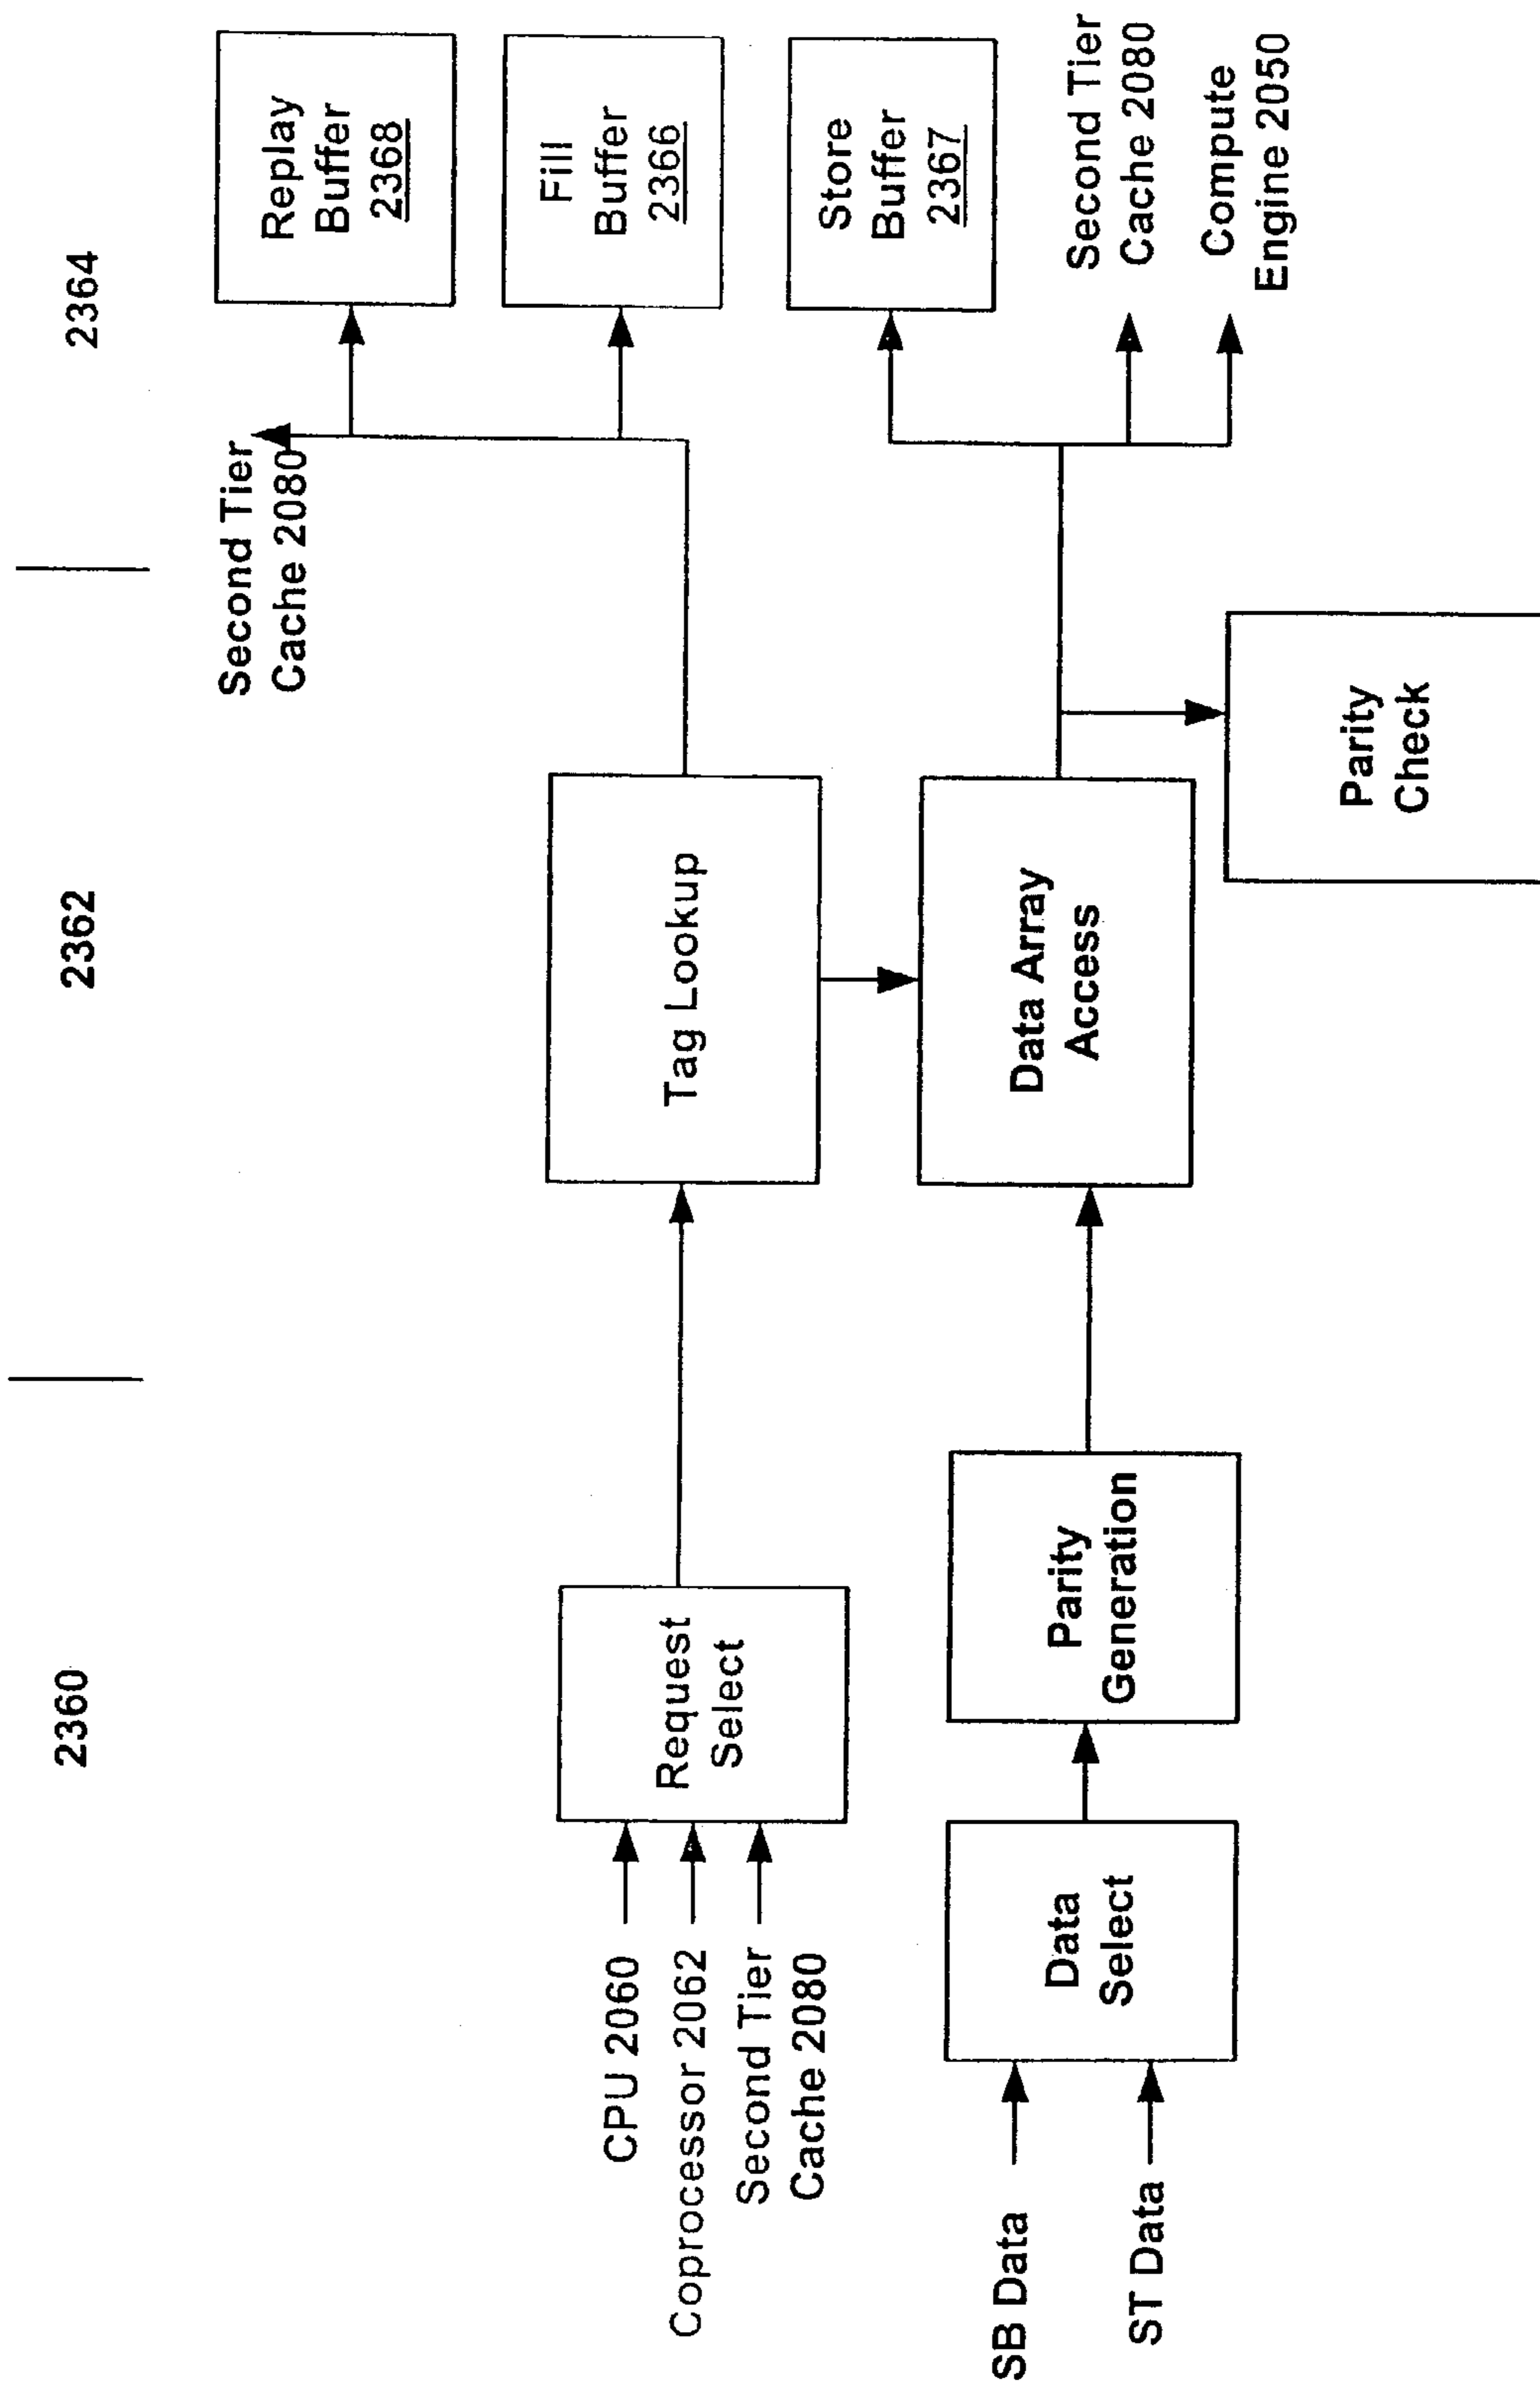 2360
2362
2364
CPU 2060
Coprocessor 2062
Second Tier
Cache 2080
Request
Select
Tag Lookup
Second Tier
Cache 2080
Replay
Buffer
2368
Fill
Buffer
2366
SB Data
ST Data
Data
Select
Parity
Generation
Data Array
Access
Parity
Check
Store
Buffer
2367
Second Tier
Cache 2080
Compute
Engine 2050